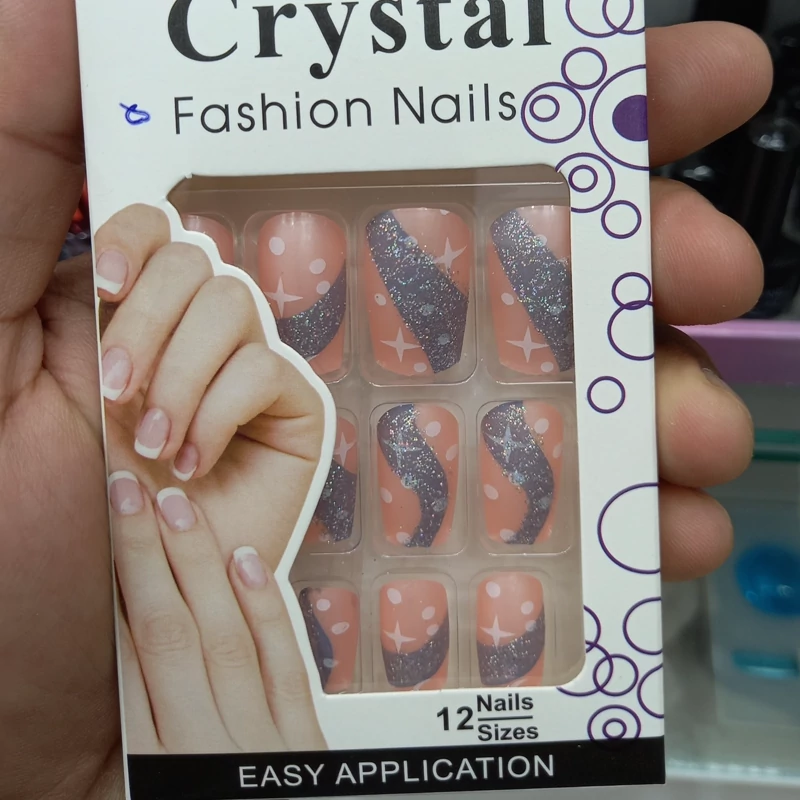 Crystal
Fashion Nails
12 Nails
Sizes
EASY APPLICATION